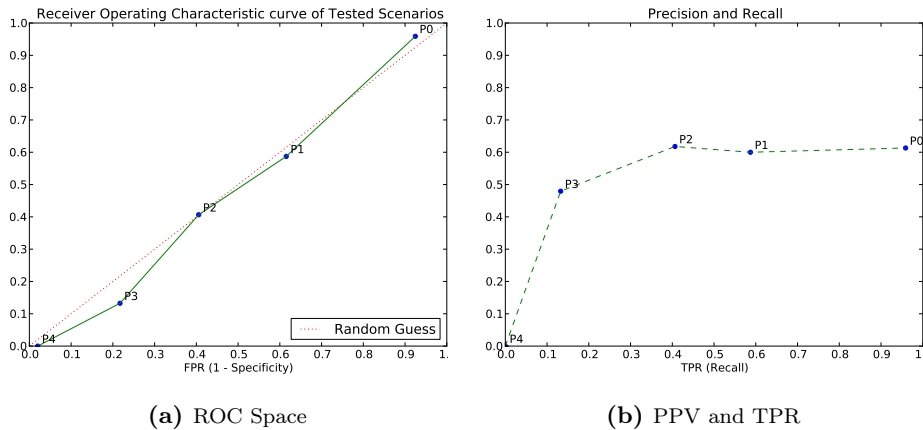 Receiver Operating Characteristic curve of Tested Scenarios
1.0
0.9
0.8
0.7
0.6
0.5
0.4
0.3
0.2
0.1
0.0
P0
P1
P2
P3
P4
Random Guess
0.0 0.1 0.2 0.3 0.4 0.5 0.6 0.7 0.8 0.9 1.
FPR (1 - Specificity)
(a) ROC Space
Precision and Recall
1.0
0.9
0.8
0.7
0.6
0.5
0.4
0.3
0.2
0.1
0.0
P0
P2
P1
P3
P4
0.0 0.1 0.2 0.3 0.4 0.5 0.6 0.7 0.8 0.9 1
TPR (Recall)
(b) PPV and TPR